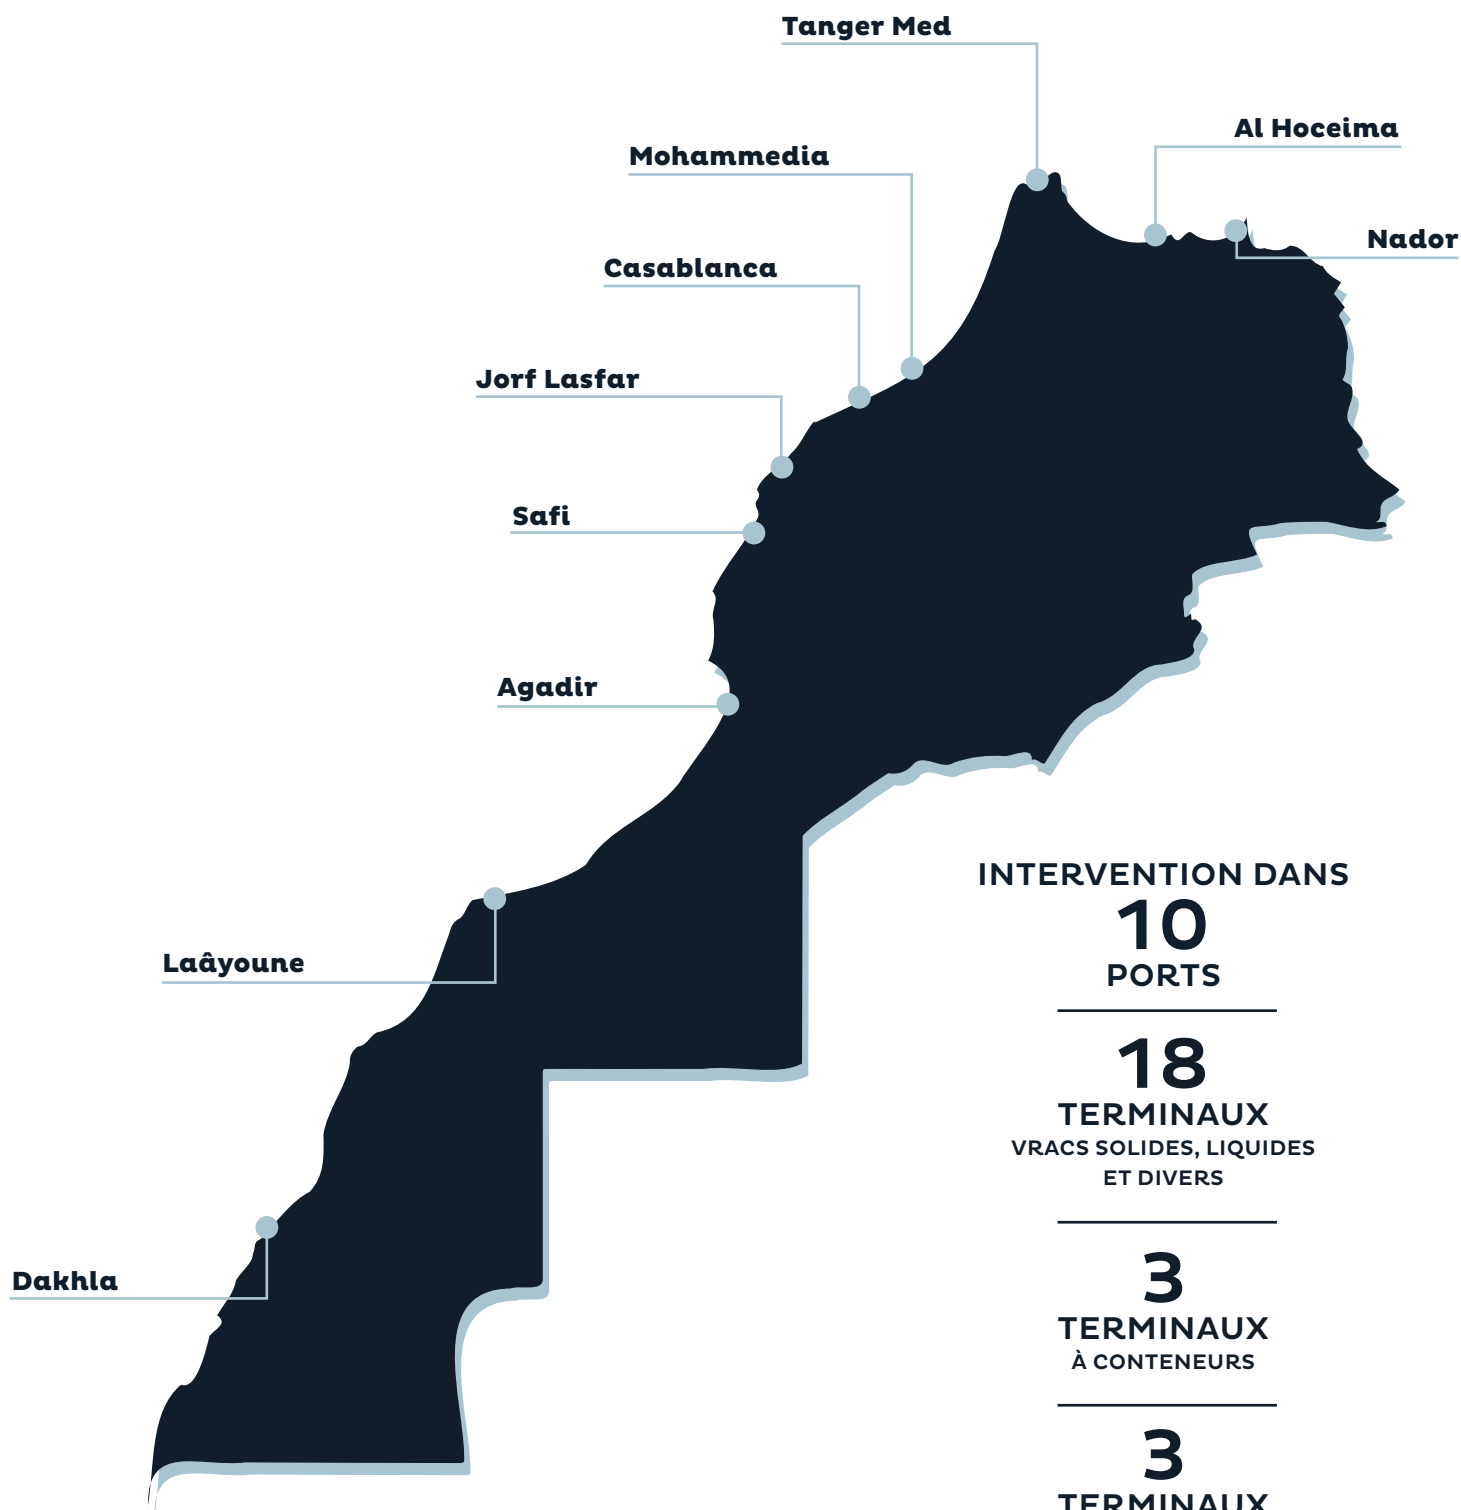 Tanger Med
Al Hoceima
Mohammedia
Nador
Casablanca
Jorf Lasfar
Safi
Agadir
Laâyoune
Dakhla
INTERVENTION DANS
10
PORTS
18
TERMINAUX
VRACS SOLIDES, LIQUIDES
ET DIVERS
3
TERMINAUX
À CONTENEURS
3
TERMINAUX